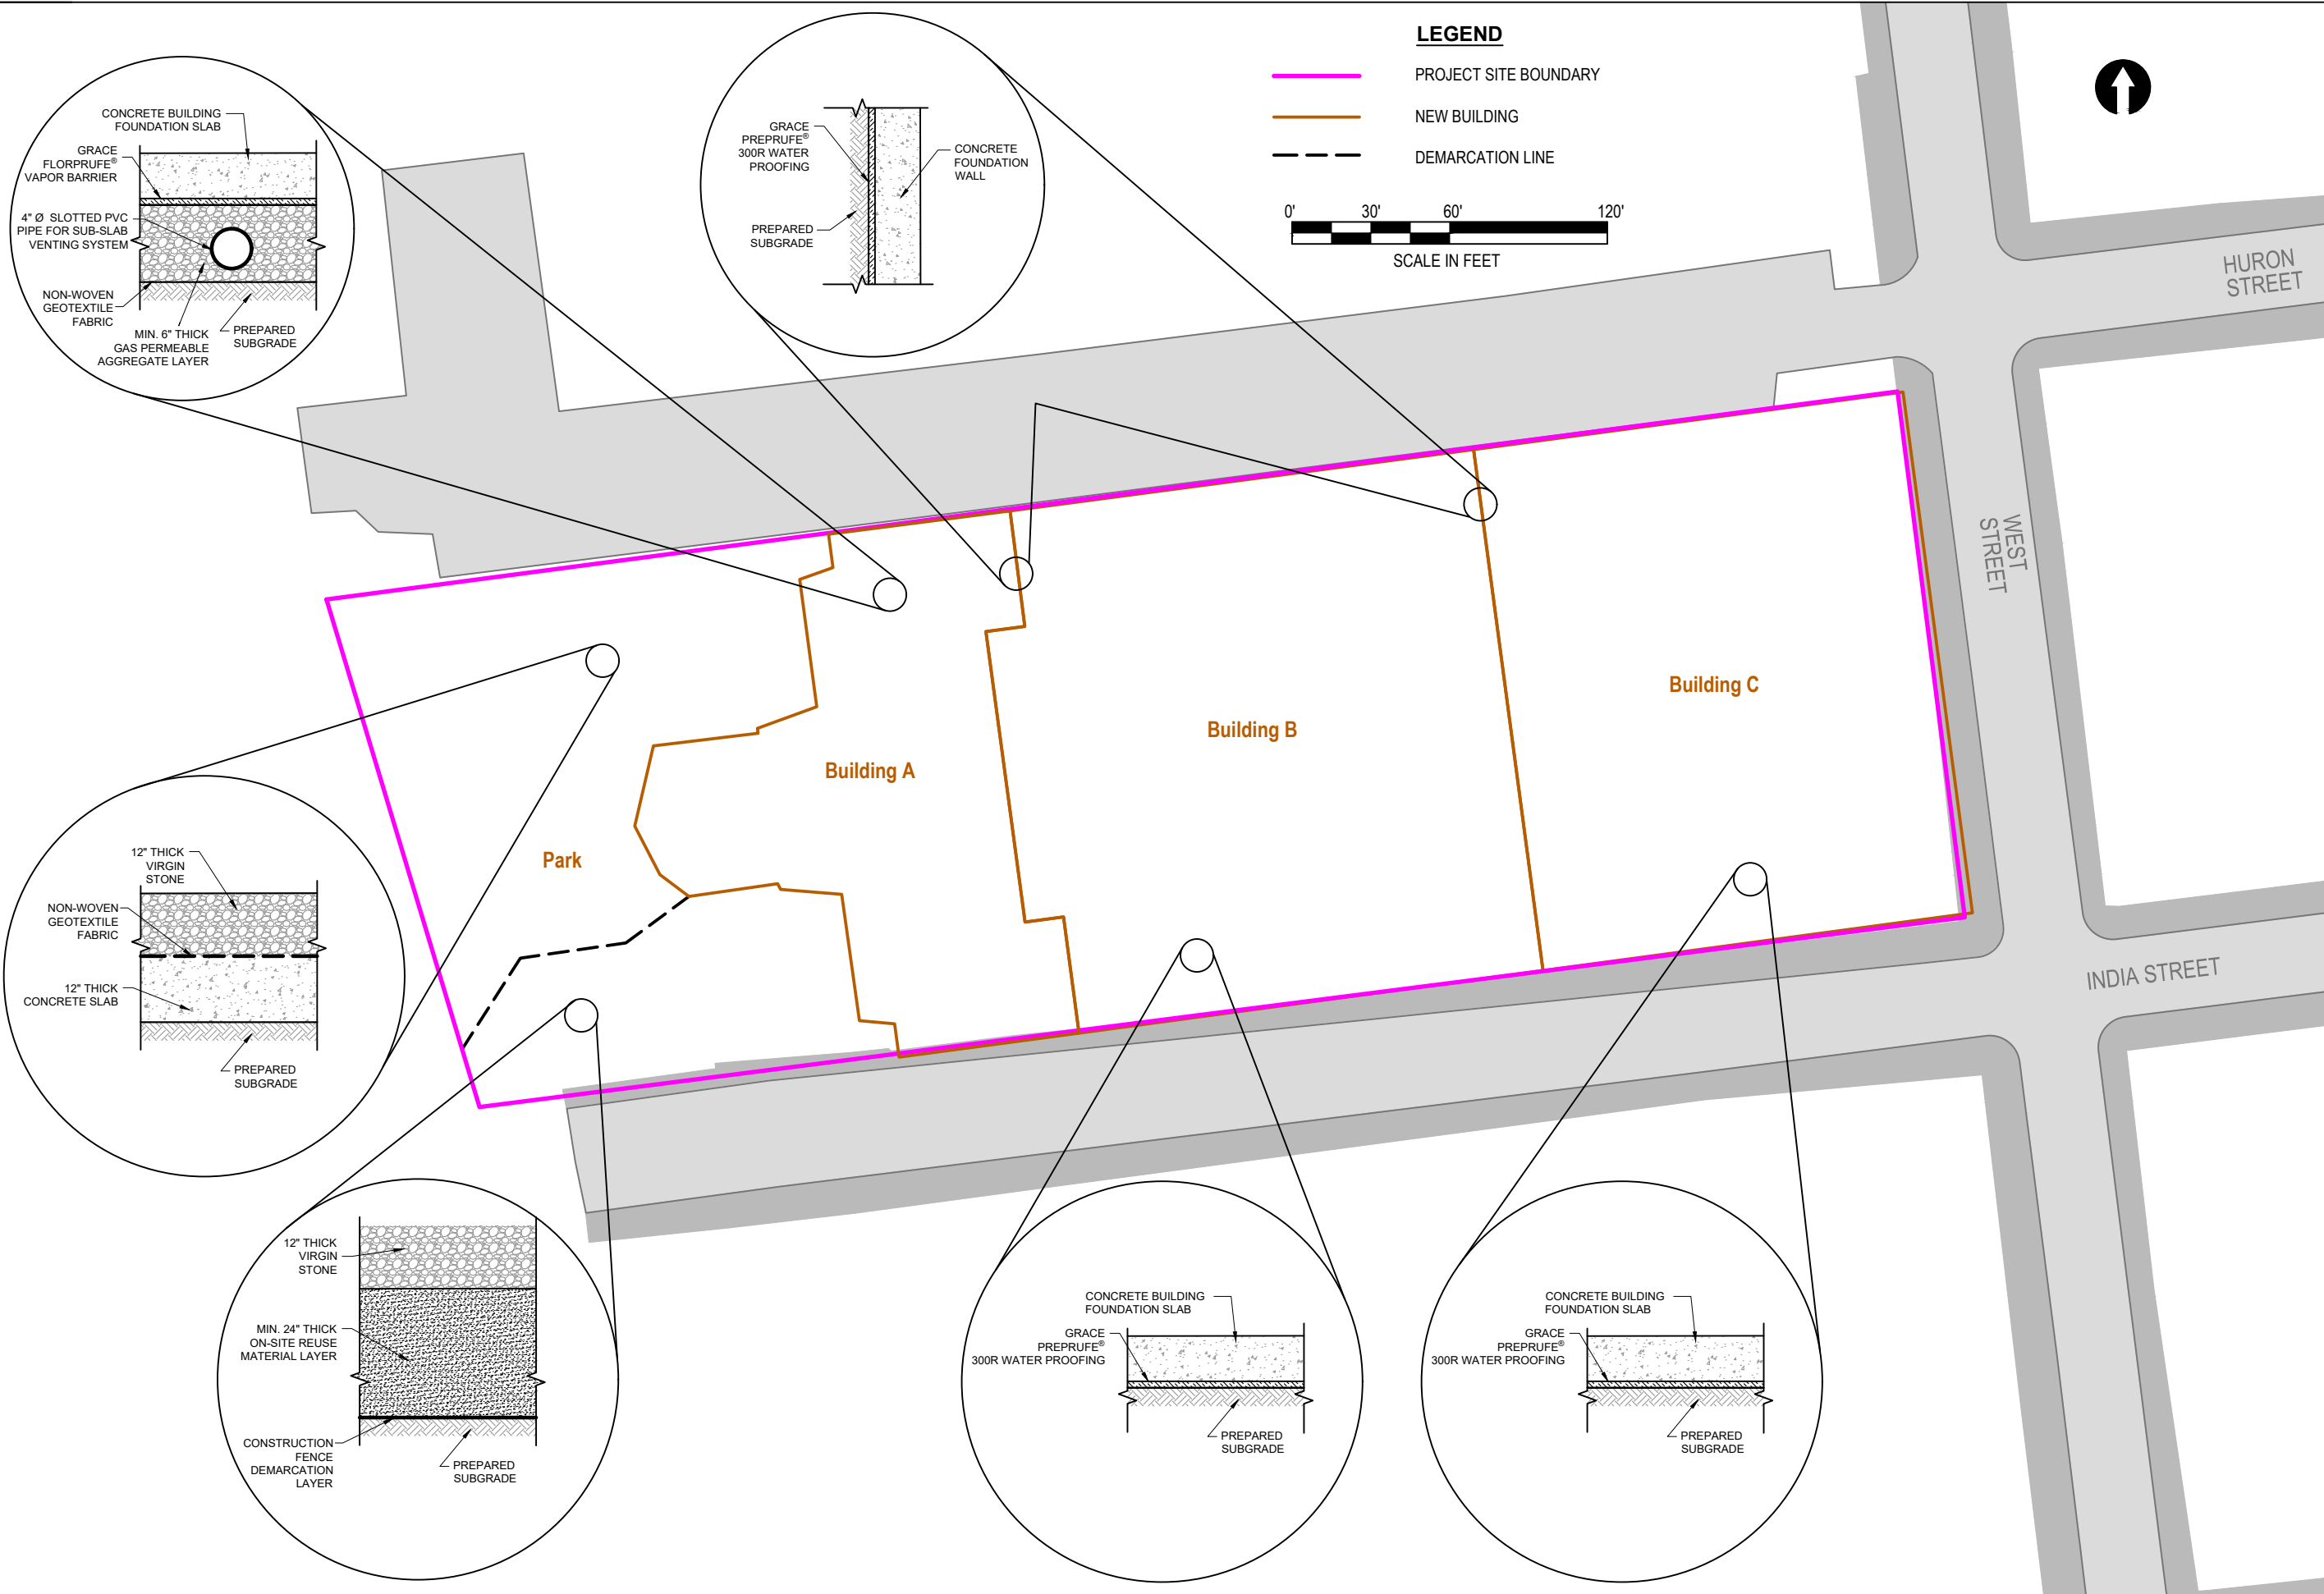 LEGEND
PROJECT SITE BOUNDARY
NEW BUILDING
DEMARCATION LINE
0' 30' 60' 120'
SCALE IN FEET
CONCRETE BUILDING
FOUNDATION SLAB
GRACE
FLORPRUFE®
VAPOR BARRIER
4" Ø SLOTTED PVC
PIPE FOR SUB-SLAB
VENTING SYSTEM
NON-WOVEN
GEOTEXTILE
FABRIC
MIN. 6" THICK
GAS PERMEABLE
AGGREGATE LAYER
PREPARED
SUBGRADE
GRACE
PREPRUFE®
300R WATER
PROOFING
PREPARED
SUBGRADE
CONCRETE
FOUNDATION
WALL
HURON
STREET
WEST
STREET
INDIA STREET
Building C
Building B
Building A
Park
12" THICK
VIRGIN
STONE
NON-WOVEN
GEOTEXTILE
FABRIC
12" THICK
CONCRETE SLAB
PREPARED
SUBGRADE
12" THICK
VIRGIN
STONE
MIN. 24" THICK
ON-SITE REUSE
MATERIAL LAYER
CONSTRUCTION
FENCE
DEMARCATION
LAYER
PREPARED
SUBGRADE
CONCRETE BUILDING
FOUNDATION SLAB
GRACE
PREPRUFE®
300R WATER PROOFING
PREPARED
SUBGRADE
CONCRETE BUILDING
FOUNDATION SLAB
GRACE
PREPRUFE®
300R WATER PROOFING
PREPARED
SUBGRADE